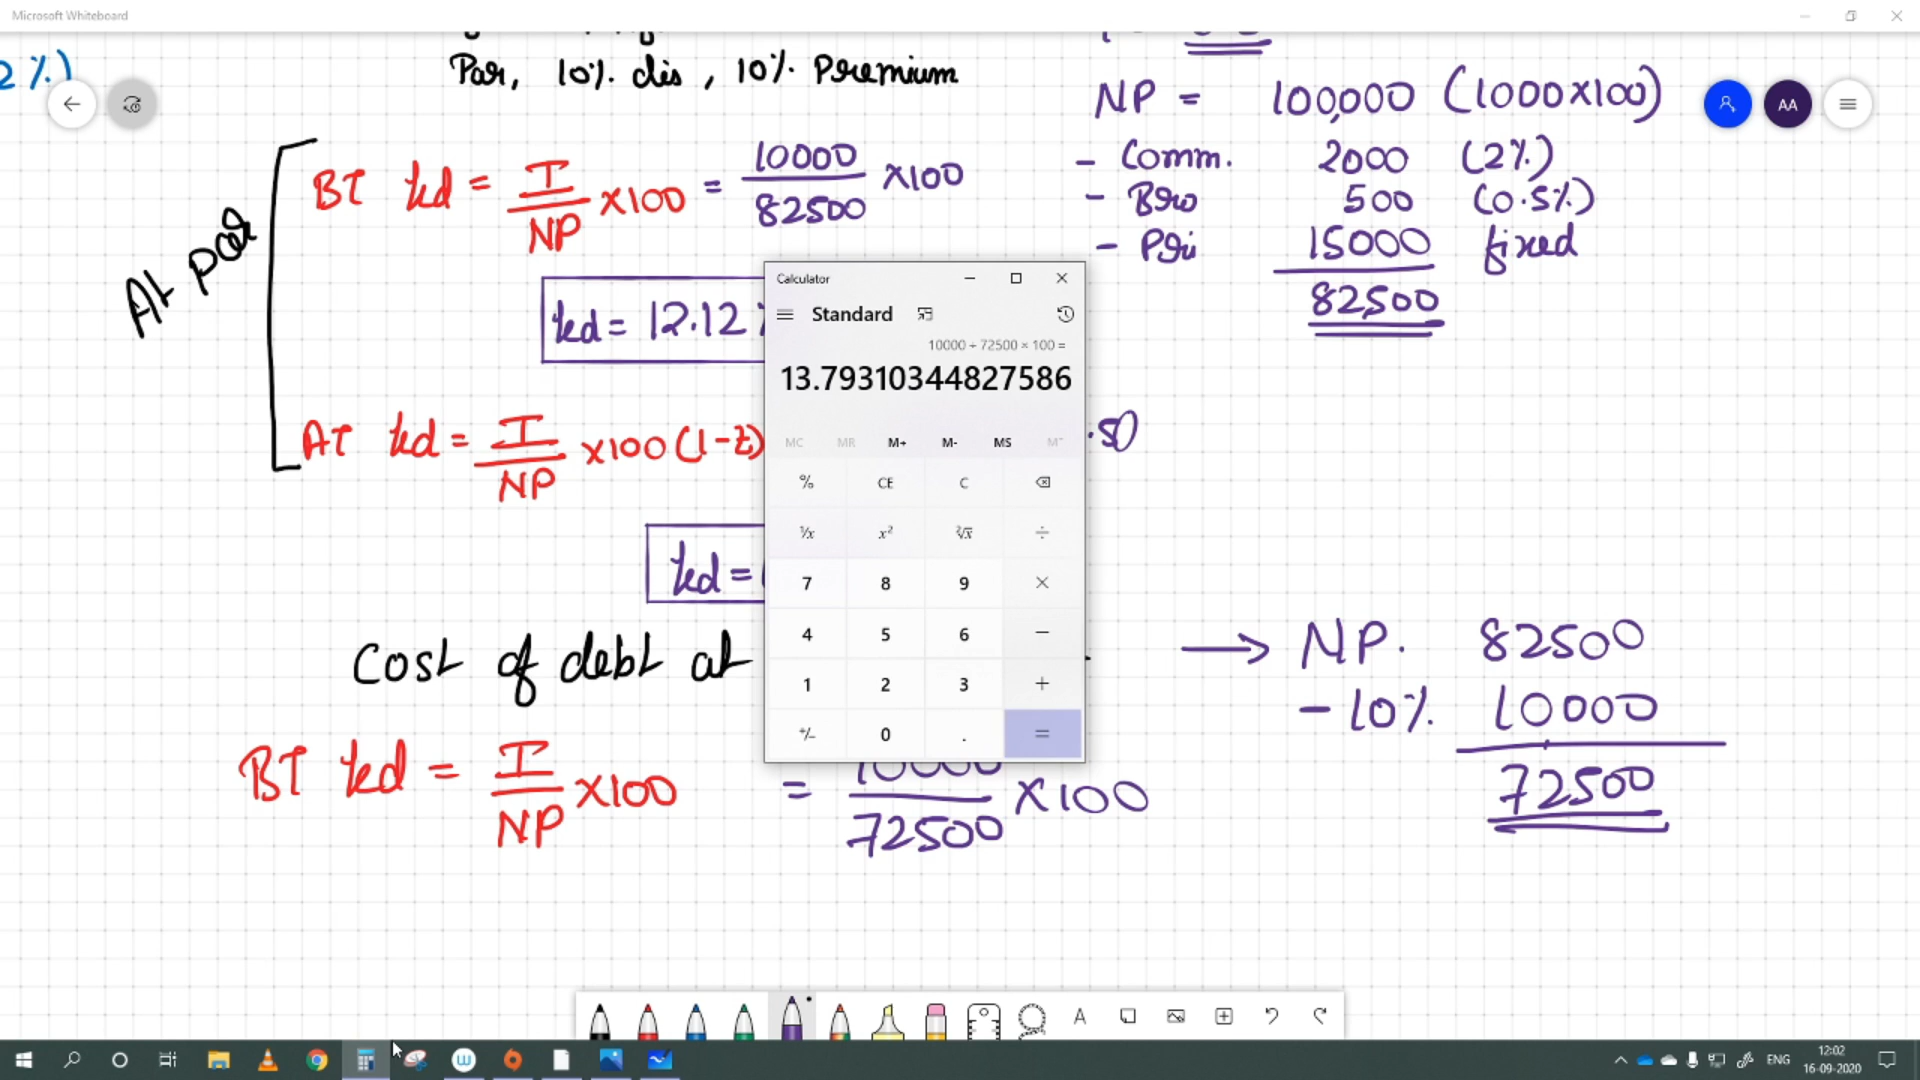 Microsoft Whiteboard
2%)
Par, 10% dis, 10% Premium
NP = 100,000 (1000x100)
AA
BT kd = I/NP x100 = 10000/82500 x100
- Comm. 2000 (2%)
- Bro 500 (0.5%)
- Pri 15000 fixed
82,500
At par
kd = 12.12
Calculator
Standard
10000 ÷ 72500 × 100 =
13.79310344827586
MC MR M+ M- MS M˅
% CE C
1/x x² ²√x ÷
7 8 9 ×
4 5 6 −
1 2 3 +
+/− 0 . =
AT kd = I/NP x100 (1-t)
.50
kd =
Cost of debt at
→ NP. 82500
- 10% 10000
72500
BT kd = I/NP x100 = 10000/72500 x100
A
ENG
12:02
16-09-2020